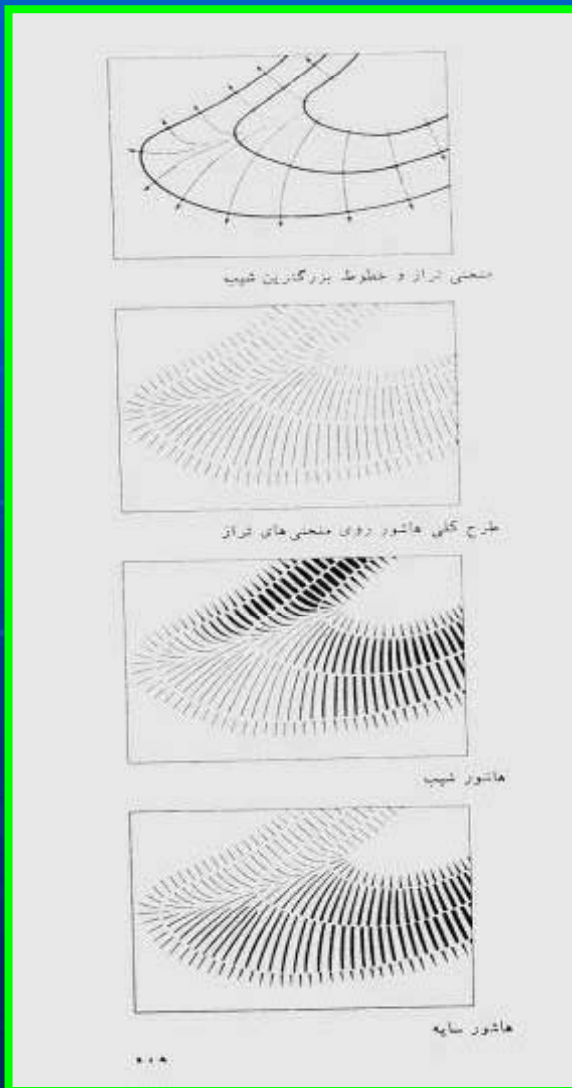 منحنی تراز و خطوط بزرگترین شیب
طرح کلی هاشور روی منحنی‌های تراز
هاشور شیب
هاشور سایه